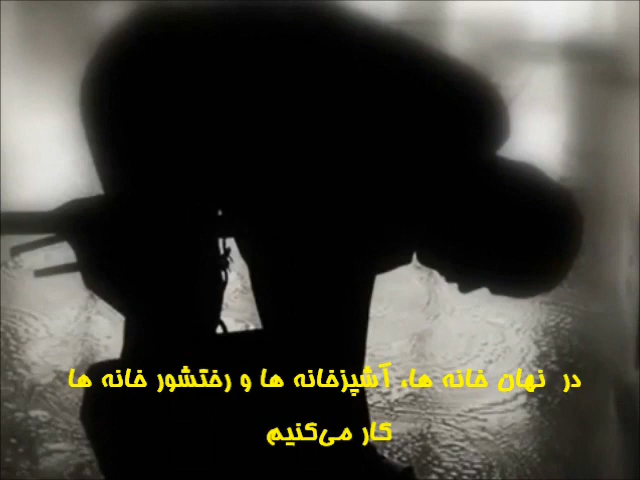 در نهان خانه ها، آشپزخانه ها و رختشور خانه ها
کار می‌کنیم